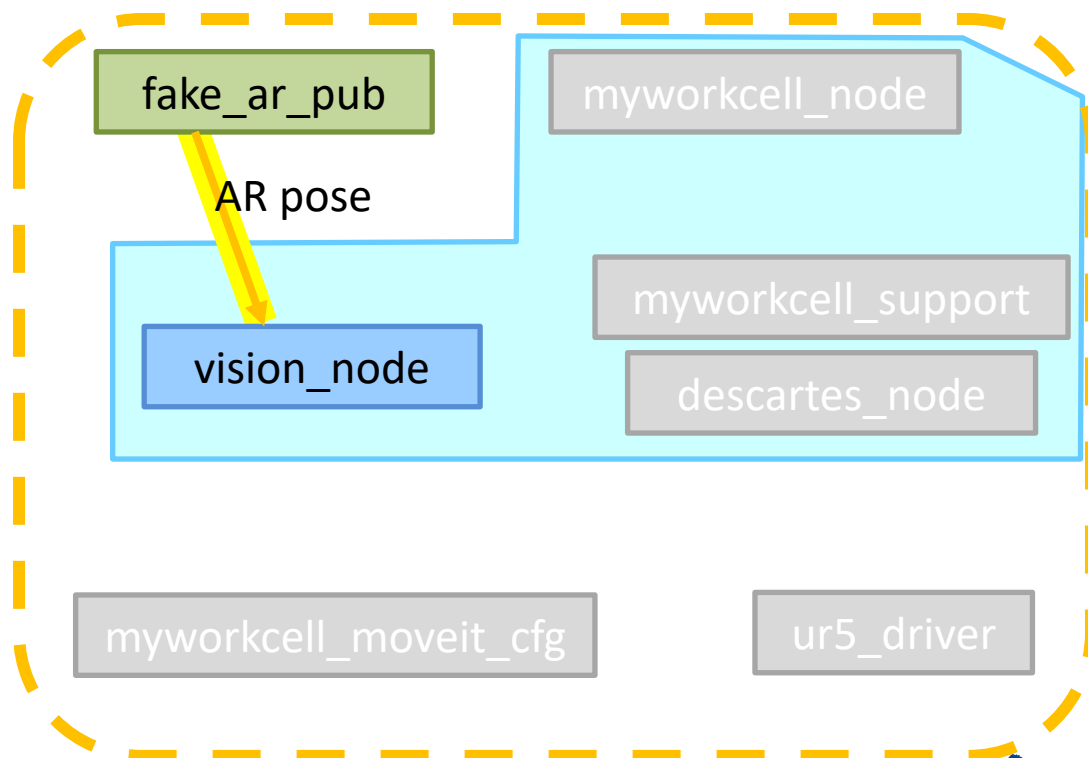 fake_ar_pub
myworkcell_node
AR pose
myworkcell_support
vision_node
descartes_node
myworkcell_moveit_cfg
ur5_driver